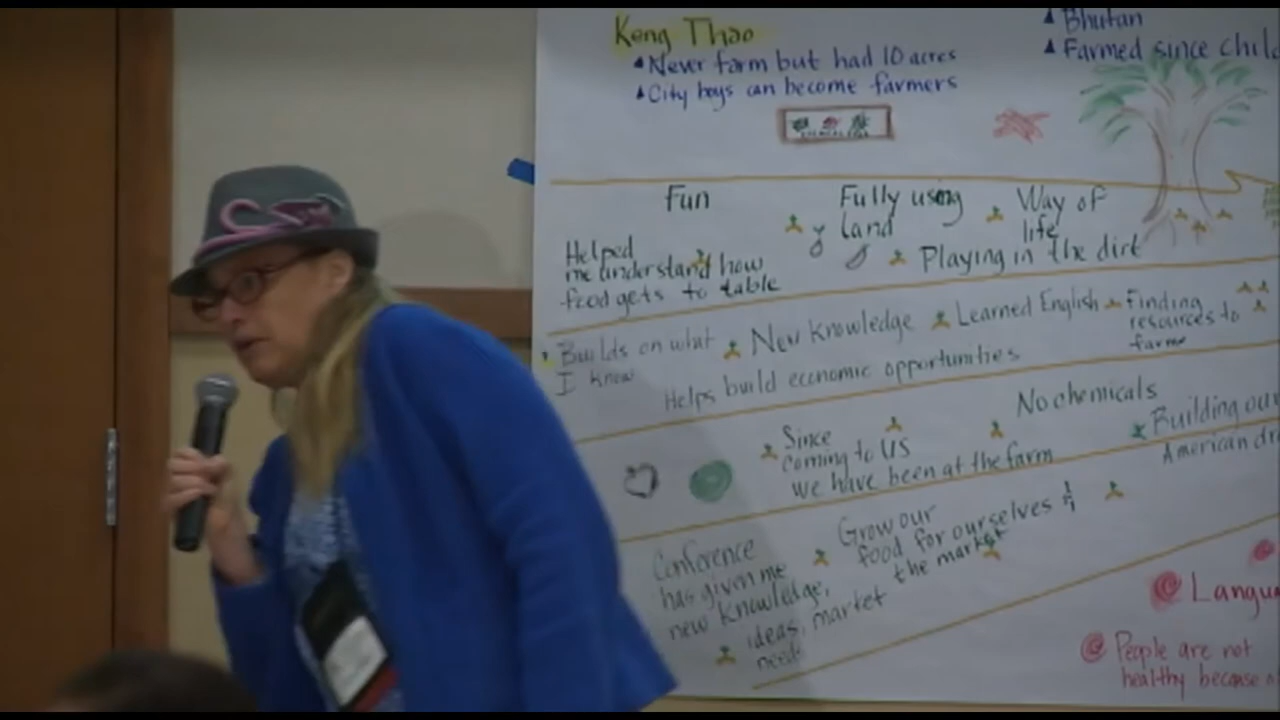 Keng Thao
Never farm but had 10 acres
City boys can become farmers
Bhutan
Farmed since
Fun
Fully using
land
Way of
life
Helped
me understand how
food gets to table
Playing in the dirt
Builds on what
I know
New Knowledge
Learned English
Finding
resources to
farm
Helps build economic opportunities
Since
coming to US
we have been at the farm
No chemicals
Building our
American
Conference
has given me
new knowledge,
ideas, market
needs
Grow our
food for ourselves &
the market
People are not
healthy because